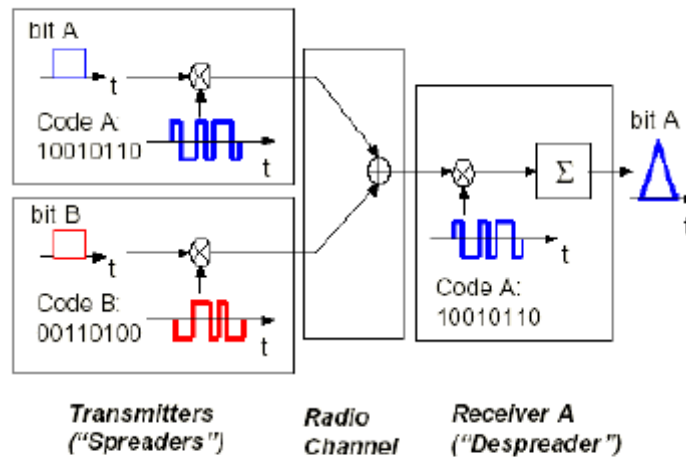 bit A
t
Code A:
10010110
t
bit B
t
Code B:
00110100
t
Σ
bit A
t
t
Code A:
10010110
Transmitters
("Spreaders")
Radio
Channel
Receiver A
("Despreader")